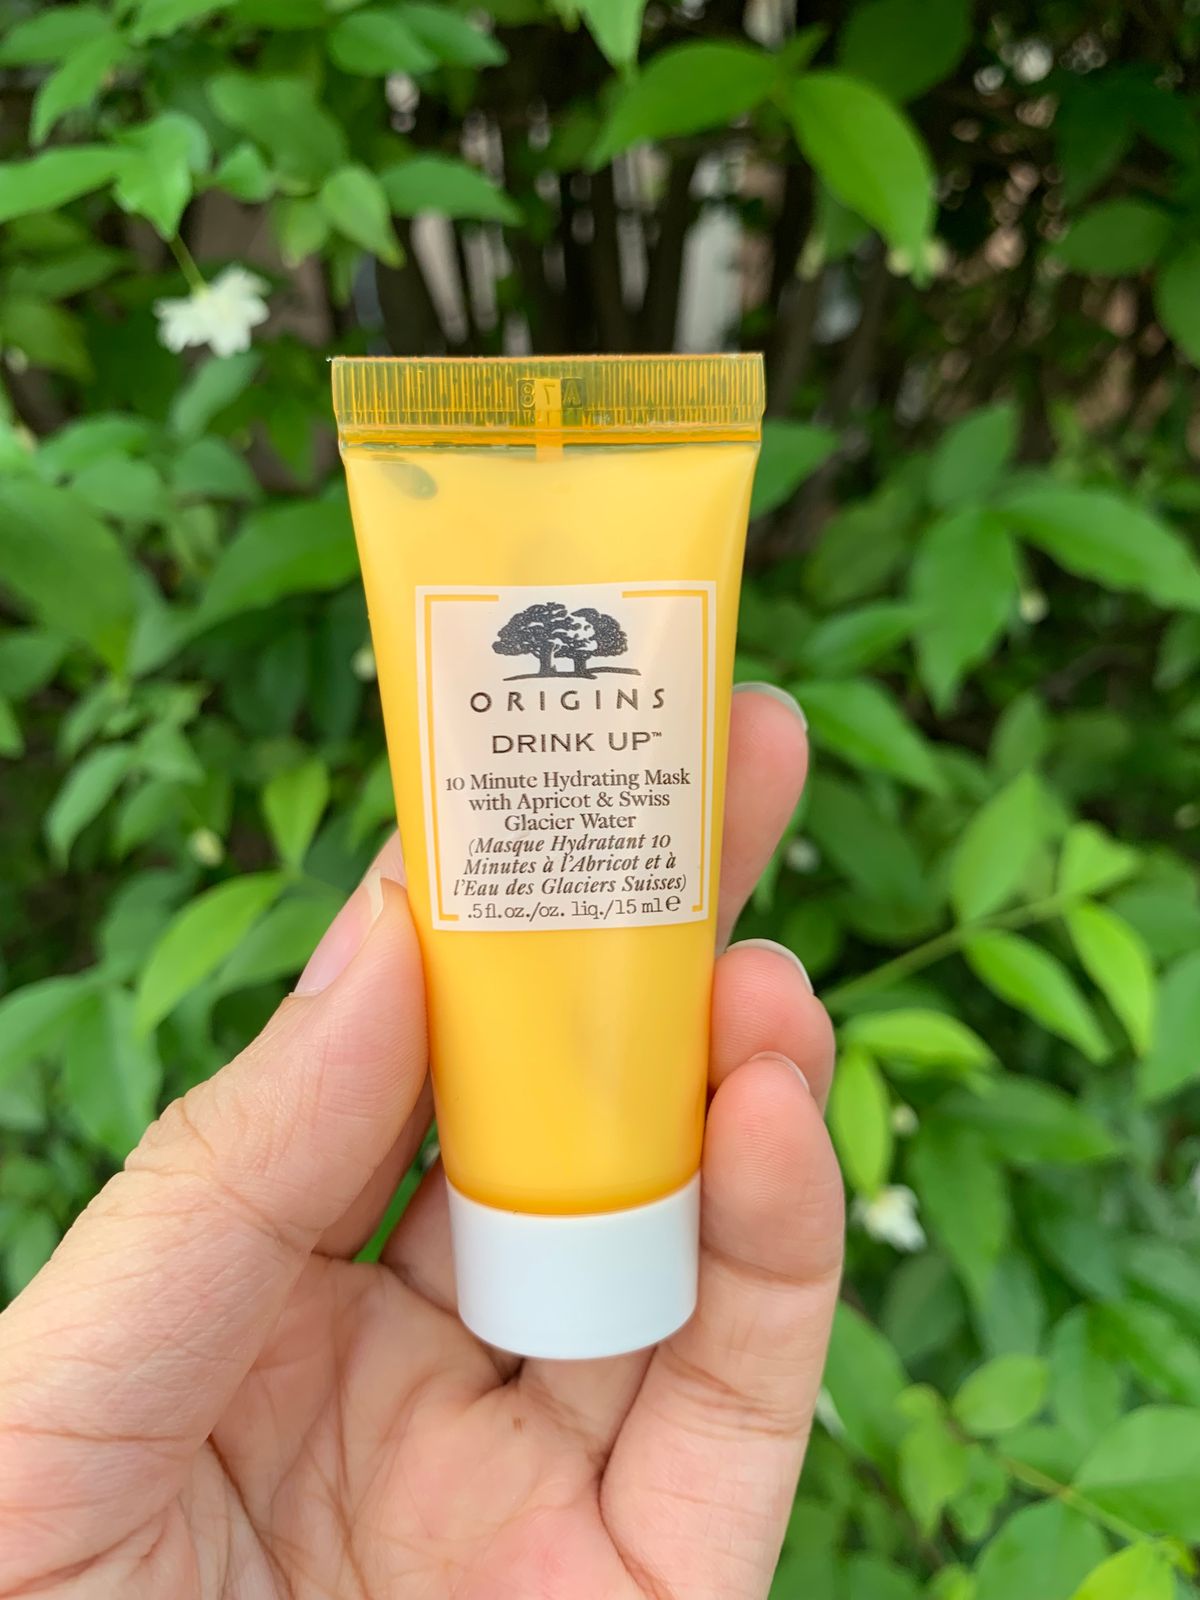 ORIGINS
DRINK UP™
10 Minute Hydrating Mask
with Apricot & Swiss
Glacier Water
(Masque Hydratant 10
Minutes à l'Abricot et à
l'Eau des Glaciers Suisses)
.5 fl. oz./oz. liq./15 ml e